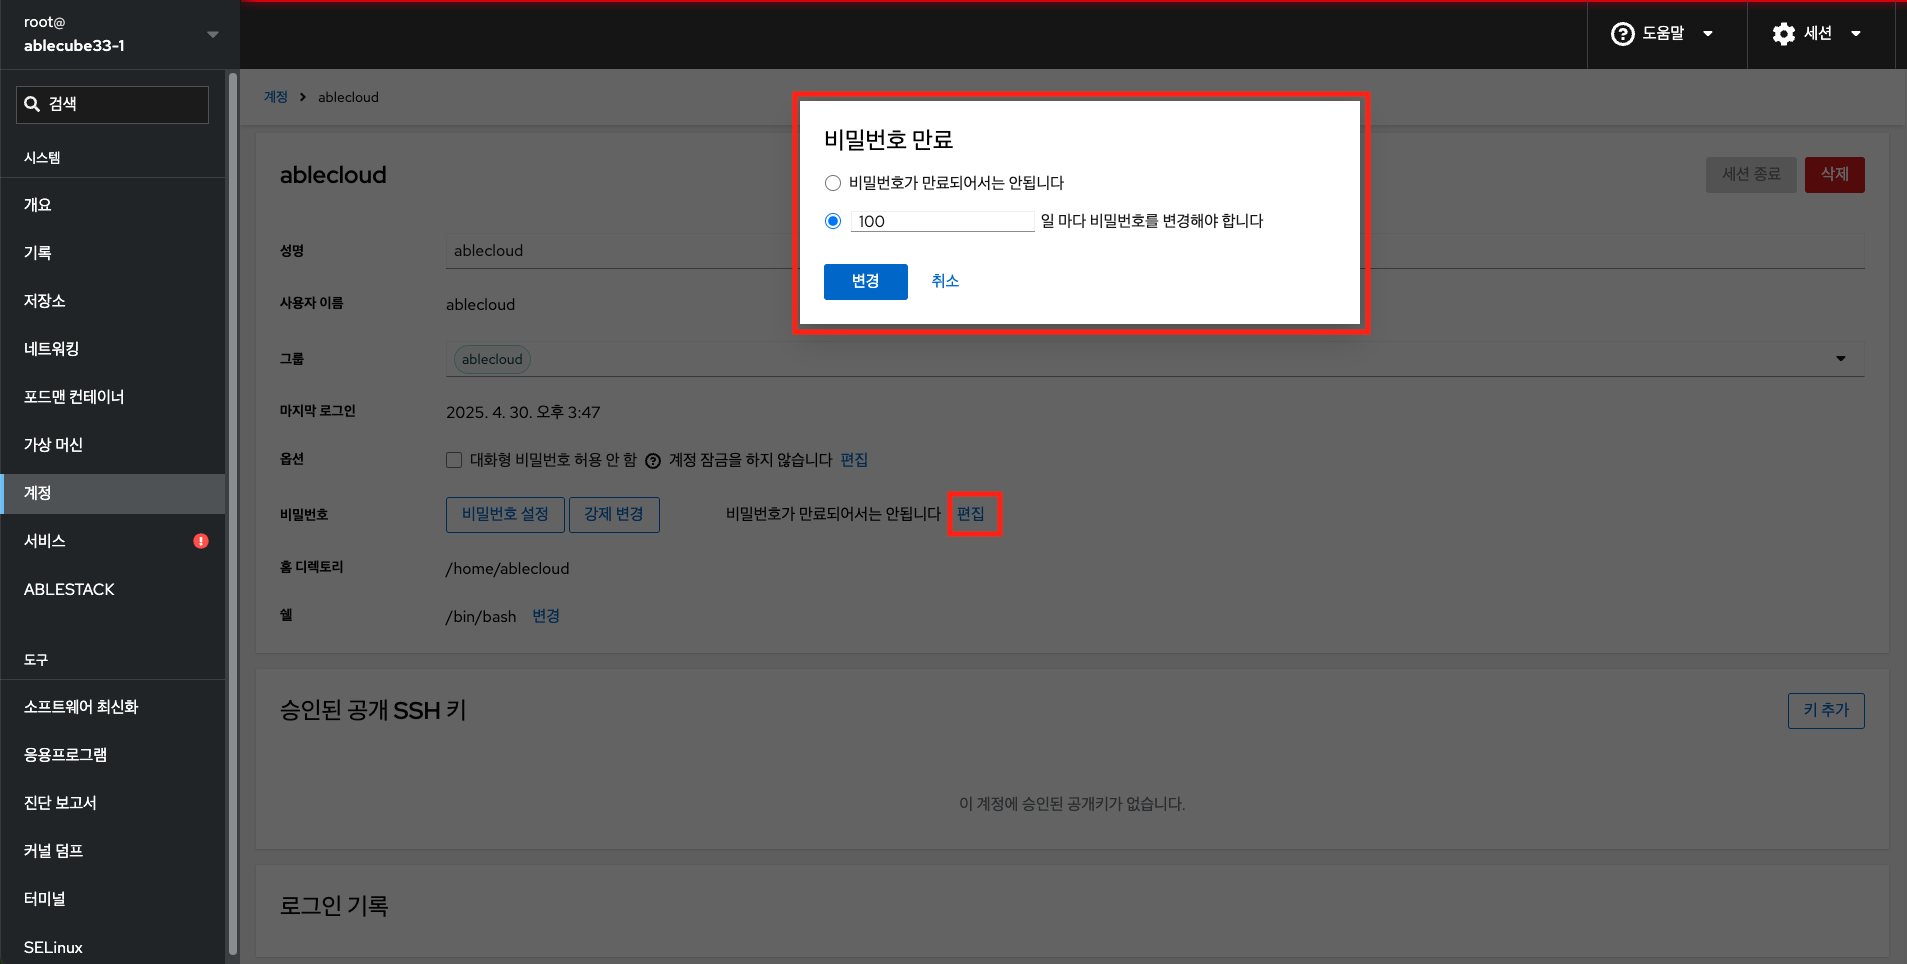 root@
ablecube33-1
도움말
세션
검색
시스템
개요
기록
저장소
네트워킹
포드맨 컨테이너
가상 머신
계정
서비스
ABLESTACK
도구
소프트웨어 최신화
응용프로그램
진단 보고서
커널 덤프
터미널
SELinux
계정 > ablecloud
ablecloud
세션 종료
삭제
성명
ablecloud
사용자 이름
ablecloud
그룹
ablecloud
마지막 로그인
2025. 4. 30. 오후 3:47
옵션
대화형 비밀번호 허용 안 함 계정 잠금을 하지 않습니다 편집
비밀번호
비밀번호 설정 강제 변경 비밀번호가 만료되어서는 안됩니다 편집
홈 디렉토리
/home/ablecloud
쉘
/bin/bash 변경
비밀번호 만료
비밀번호가 만료되어서는 안됩니다
100 일 마다 비밀번호를 변경해야 합니다
변경 취소
승인된 공개 SSH 키
키 추가
이 계정에 승인된 공개키가 없습니다.
로그인 기록